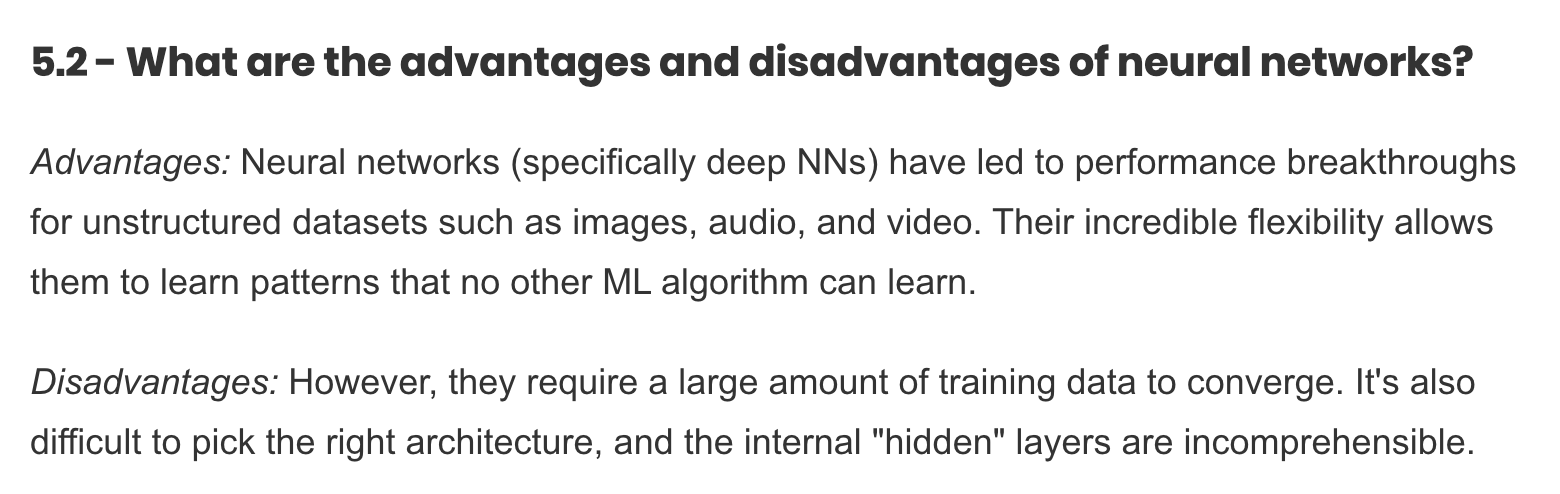 5.2 – What are the advantages and disadvantages of neural networks?
Advantages: Neural networks (specifically deep NNs) have led to performance breakthroughs
for unstructured datasets such as images, audio, and video. Their incredible flexibility allows
them to learn patterns that no other ML algorithm can learn.
Disadvantages: However, they require a large amount of training data to converge. It's also
difficult to pick the right architecture, and the internal "hidden" layers are incomprehensible.